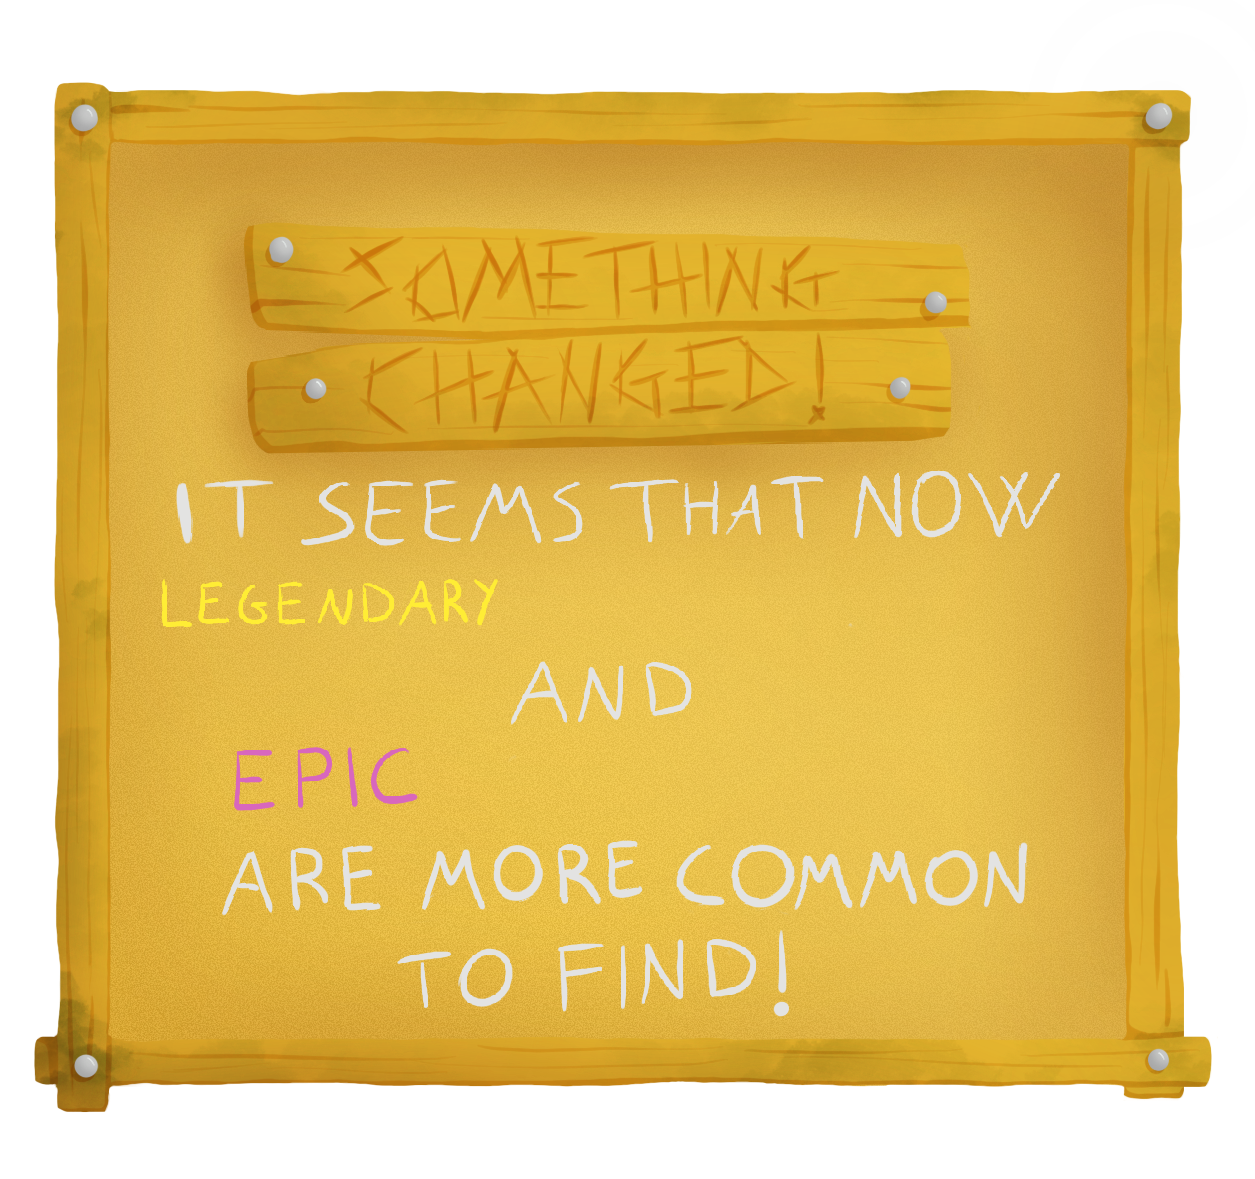 SOMETHING
CHANGED!
IT SEEMS THAT NOW
LEGENDARY
AND
EPIC
ARE MORE COMMON
TO FIND!